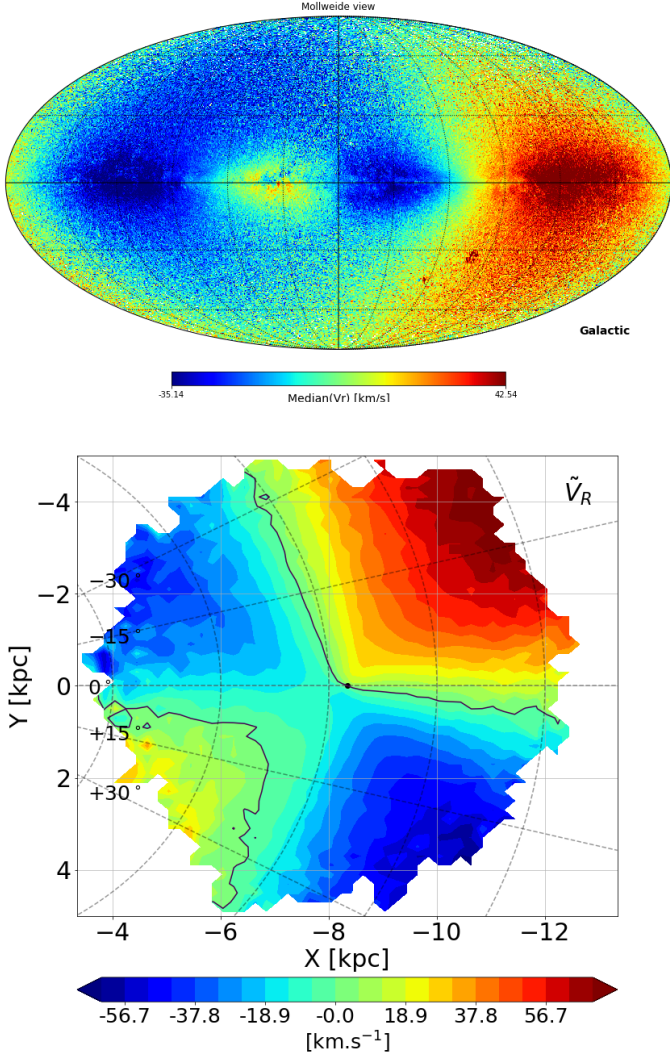 Mollweide view
Galactic
-35.14 42.54
Median(Vr) [km/s]
Ṽ_R
−4
−30°
−2
−15°
0 0°
+15°
2
+30°
4
Y [kpc]
−4 −6 −8 −10 −12
X [kpc]
-56.7 -37.8 -18.9 -0.0 18.9 37.8 56.7
[km.s⁻¹]